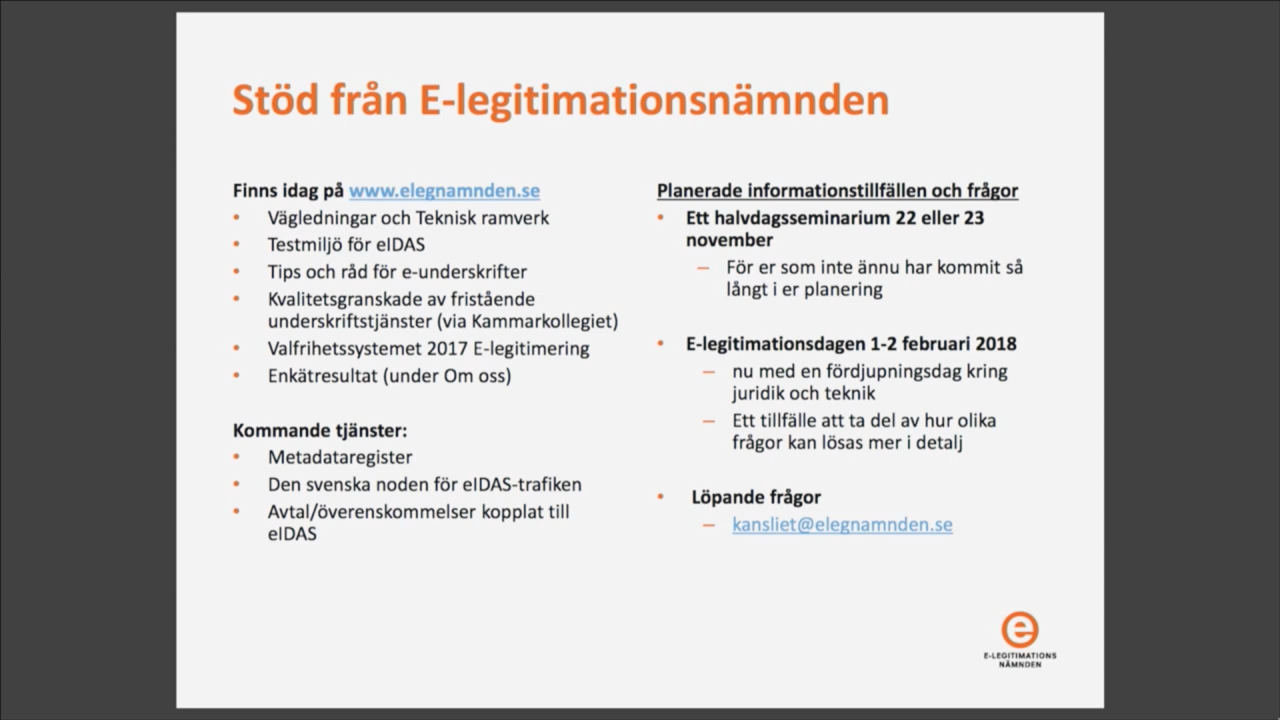 Stöd från E-legitimationsnämnden
Finns idag på www.elegnamnden.se
• Vägledningar och Teknisk ramverk
• Testmiljö för eIDAS
• Tips och råd för e-underskrifter
• Kvalitetsgranskade av fristående
underskriftstjänster (via Kammarkollegiet)
• Valfrihetssystemet 2017 E-legitimering
• Enkätresultat (under Om oss)
Kommande tjänster:
• Metadataregister
• Den svenska noden för eIDAS-trafiken
• Avtal/överenskommelser kopplat till
eIDAS
Planerade informationstillfällen och frågor
• Ett halvdagsseminarium 22 eller 23
november
– För er som inte ännu har kommit så
långt i er planering
• E-legitimationsdagen 1-2 februari 2018
– nu med en fördjupningsdag kring
juridik och teknik
– Ett tillfälle att ta del av hur olika
frågor kan lösas mer i detalj
• Löpande frågor
– kansliet@elegnamnden.se
e
E-LEGITIMATIONS
NÄMNDEN